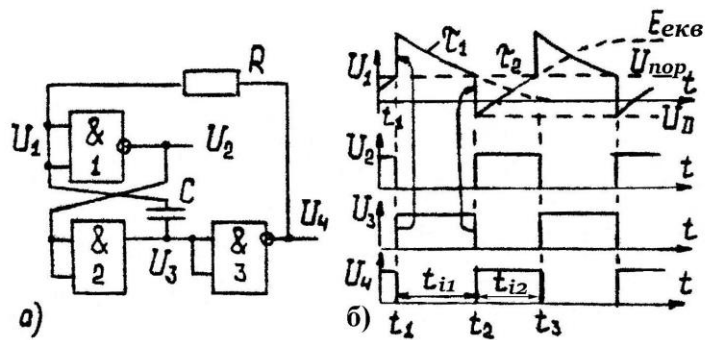 R
&
1
U₁
U₂
C
&
2
U₃
&
3
U₄
а)
τ₁
τ₂
Eекв
U₁
Uпор
t
t₁
U_D
U₂
t
U₃
t
U₄
tᵢ₁
tᵢ₂
t
б)
t₁
t₂
t₃